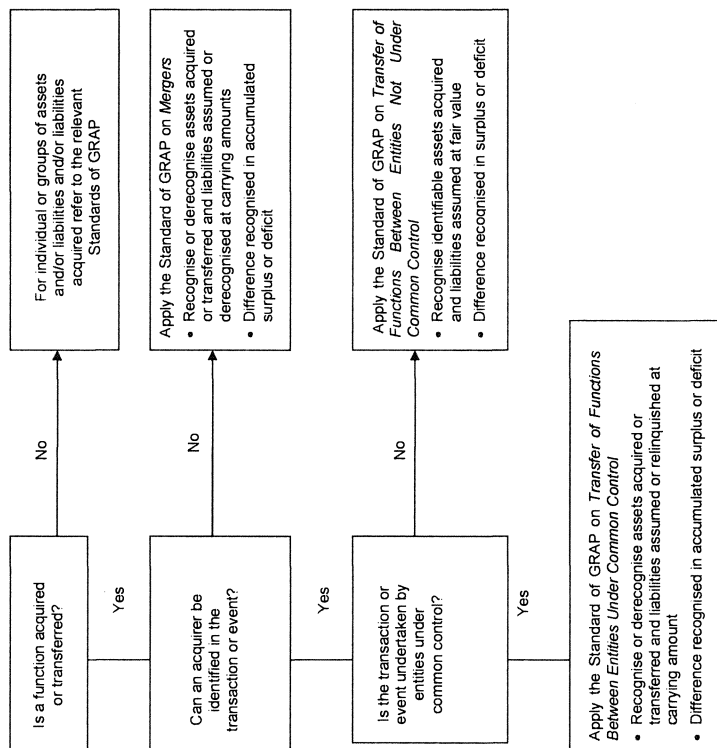 Is a function acquired
or transferred?
No
For individual or groups of assets
and/or liabilities and/or liabilities
acquired refer to the relevant
Standards of GRAP
Yes
Can an acquirer be
identified in the
transaction or event?
No
Apply the Standard of GRAP on Mergers
• Recognise or derecognise assets acquired
or transferred and liabilities assumed or
derecognised at carrying amounts
• Difference recognised in accumulated
surplus or deficit
Yes
Is the transaction or
event undertaken by
entities under
common control?
No
Apply the Standard of GRAP on Transfer of
Functions Between Entities Not Under
Common Control
• Recognise identifiable assets acquired
and liabilities assumed at fair value
• Difference recognised in surplus or deficit
Yes
Apply the Standard of GRAP on Transfer of Functions
Between Entities Under Common Control
• Recognise or derecognise assets acquired or
transferred and liabilities assumed or relinquished at
carrying amount
• Difference recognised in accumulated surplus or deficit